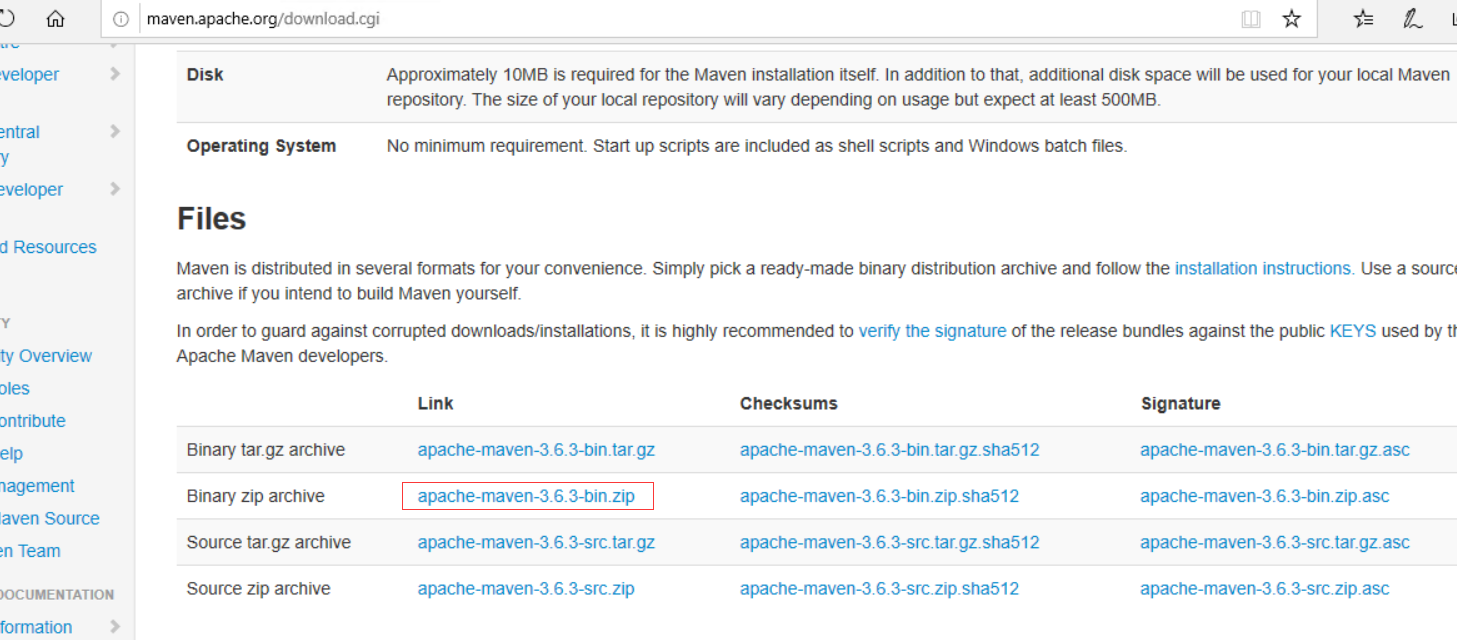 maven.apache.org/download.cgi
eveloper
entral
y
eveloper
d Resources
Y
ty Overview
oles
ontribute
elp
nagement
laven Source
en Team
DOCUMENTATION
formation
Disk
Approximately 10MB is required for the Maven installation itself. In addition to that, additional disk space will be used for your local Maven
repository. The size of your local repository will vary depending on usage but expect at least 500MB.
Operating System
No minimum requirement. Start up scripts are included as shell scripts and Windows batch files.
Files
Maven is distributed in several formats for your convenience. Simply pick a ready-made binary distribution archive and follow the installation instructions. Use a source
archive if you intend to build Maven yourself.
In order to guard against corrupted downloads/installations, it is highly recommended to verify the signature of the release bundles against the public KEYS used by th
Apache Maven developers.
Link Checksums Signature
Binary tar.gz archive apache-maven-3.6.3-bin.tar.gz apache-maven-3.6.3-bin.tar.gz.sha512 apache-maven-3.6.3-bin.tar.gz.asc
Binary zip archive apache-maven-3.6.3-bin.zip apache-maven-3.6.3-bin.zip.sha512 apache-maven-3.6.3-bin.zip.asc
Source tar.gz archive apache-maven-3.6.3-src.tar.gz apache-maven-3.6.3-src.tar.gz.sha512 apache-maven-3.6.3-src.tar.gz.asc
Source zip archive apache-maven-3.6.3-src.zip apache-maven-3.6.3-src.zip.sha512 apache-maven-3.6.3-src.zip.asc